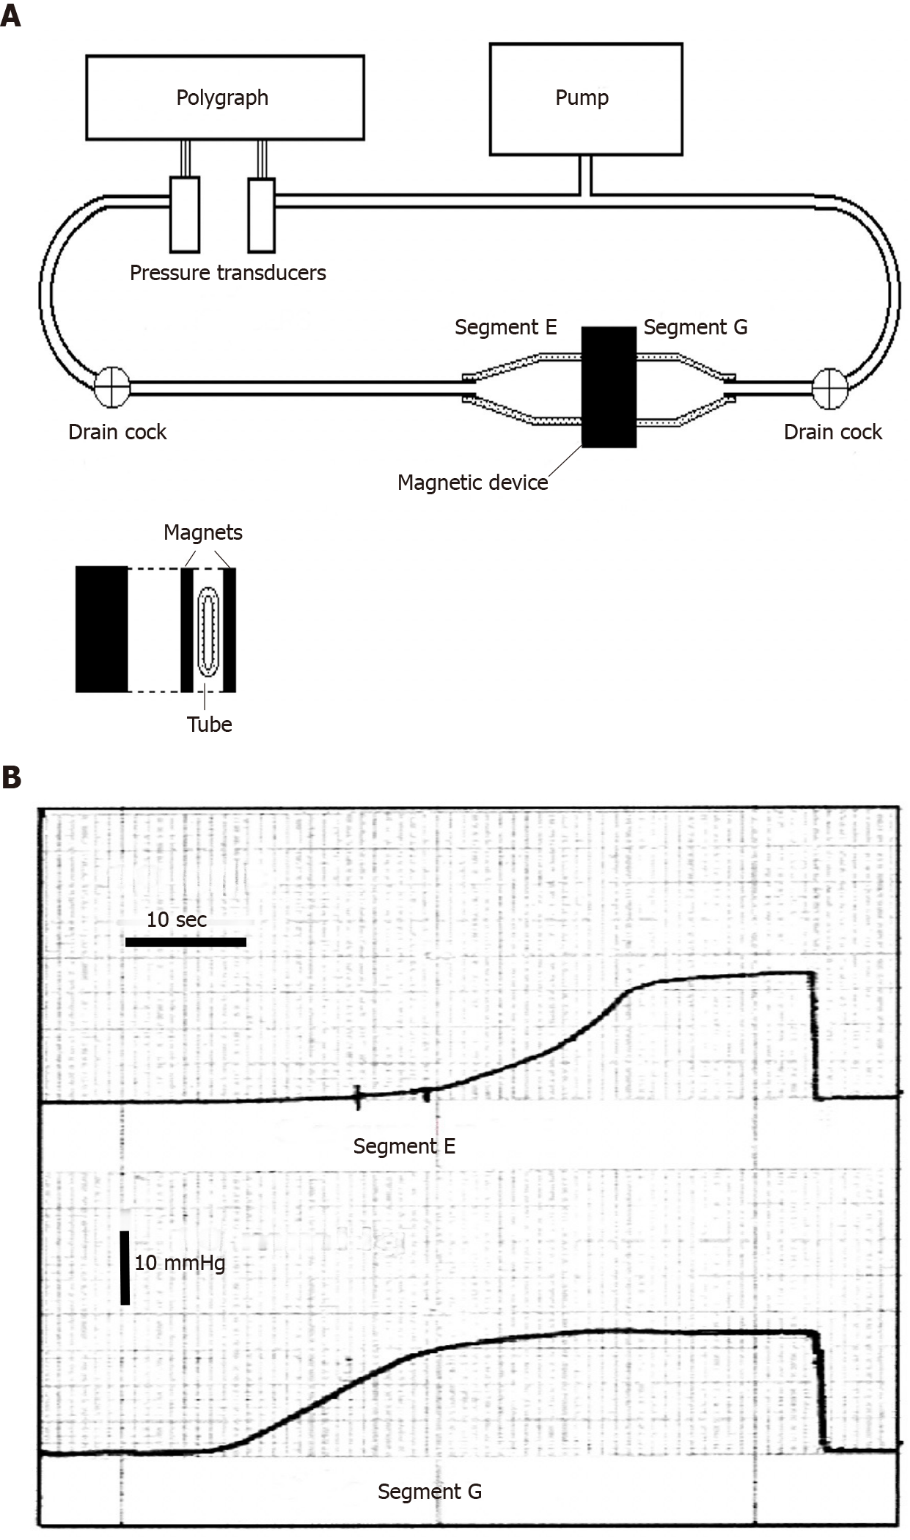 A
Polygraph
Pump
Pressure transducers
Segment E
Segment G
Drain cock
Drain cock
Magnetic device
Magnets
Tube
B
10 sec
Segment E
10 mmHg
Segment G